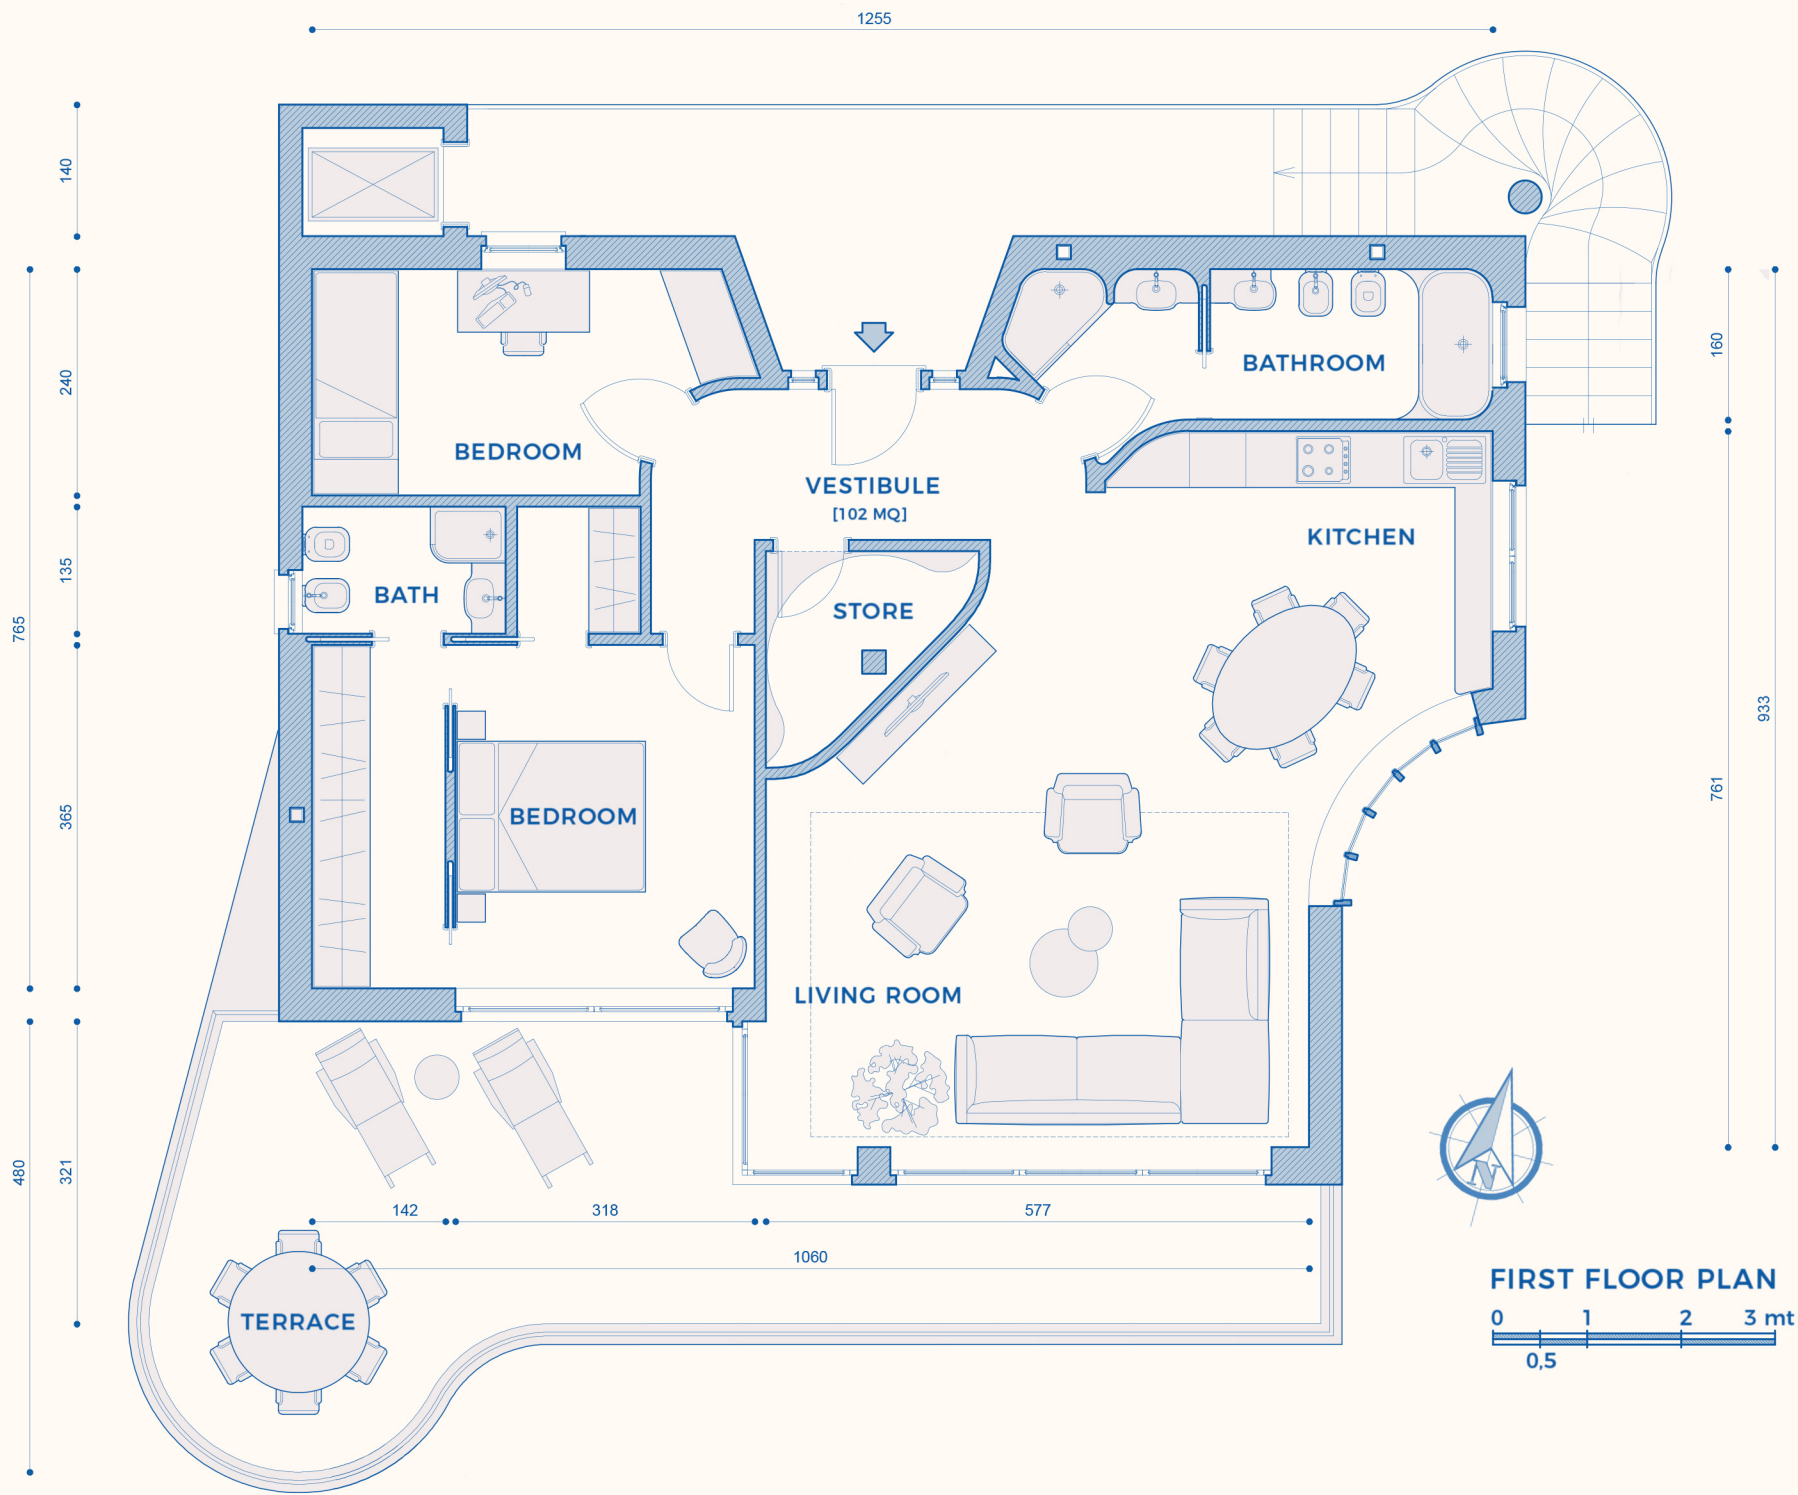 1255
140
240
135
765
365
480
321
BEDROOM
BATHROOM
VESTIBULE
[102 MQ]
KITCHEN
BATH
STORE
BEDROOM
LIVING ROOM
TERRACE
160
933
761
142
318
577
1060
N
FIRST FLOOR PLAN
0 1 2 3 mt
0,5